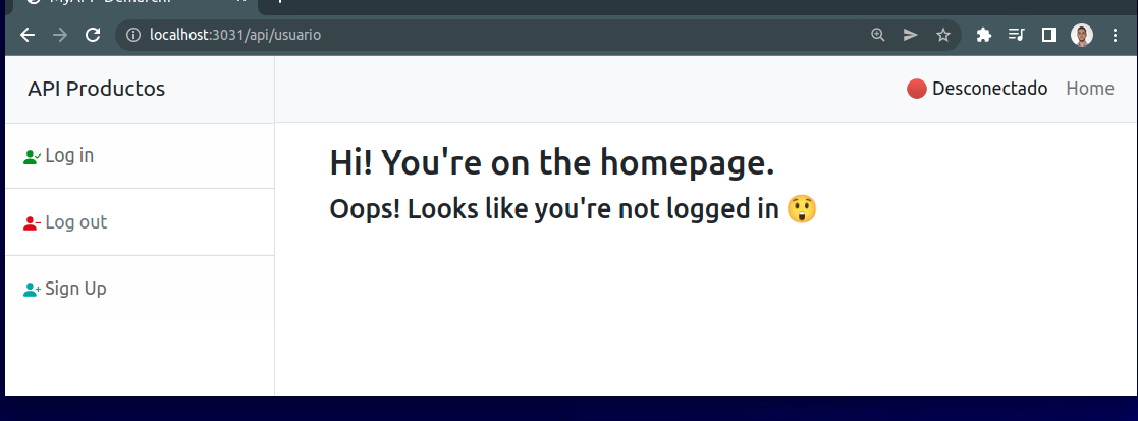 localhost:3031/api/usuario
API Productos
Desconectado Home
Log in
Log out
Sign Up
Hi! You're on the homepage.
Oops! Looks like you're not logged in 😲